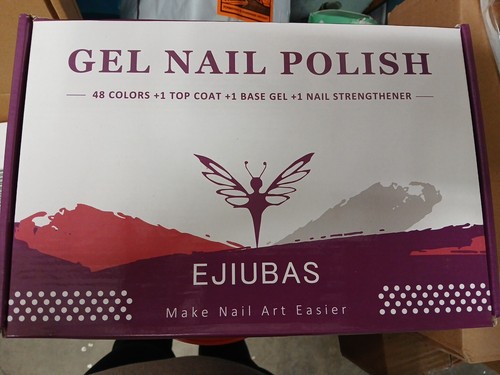 GEL NAIL POLISH
48 COLORS +1 TOP COAT +1 BASE GEL +1 NAIL STRENGTHENER
EJIUBAS
Make Nail Art Easier